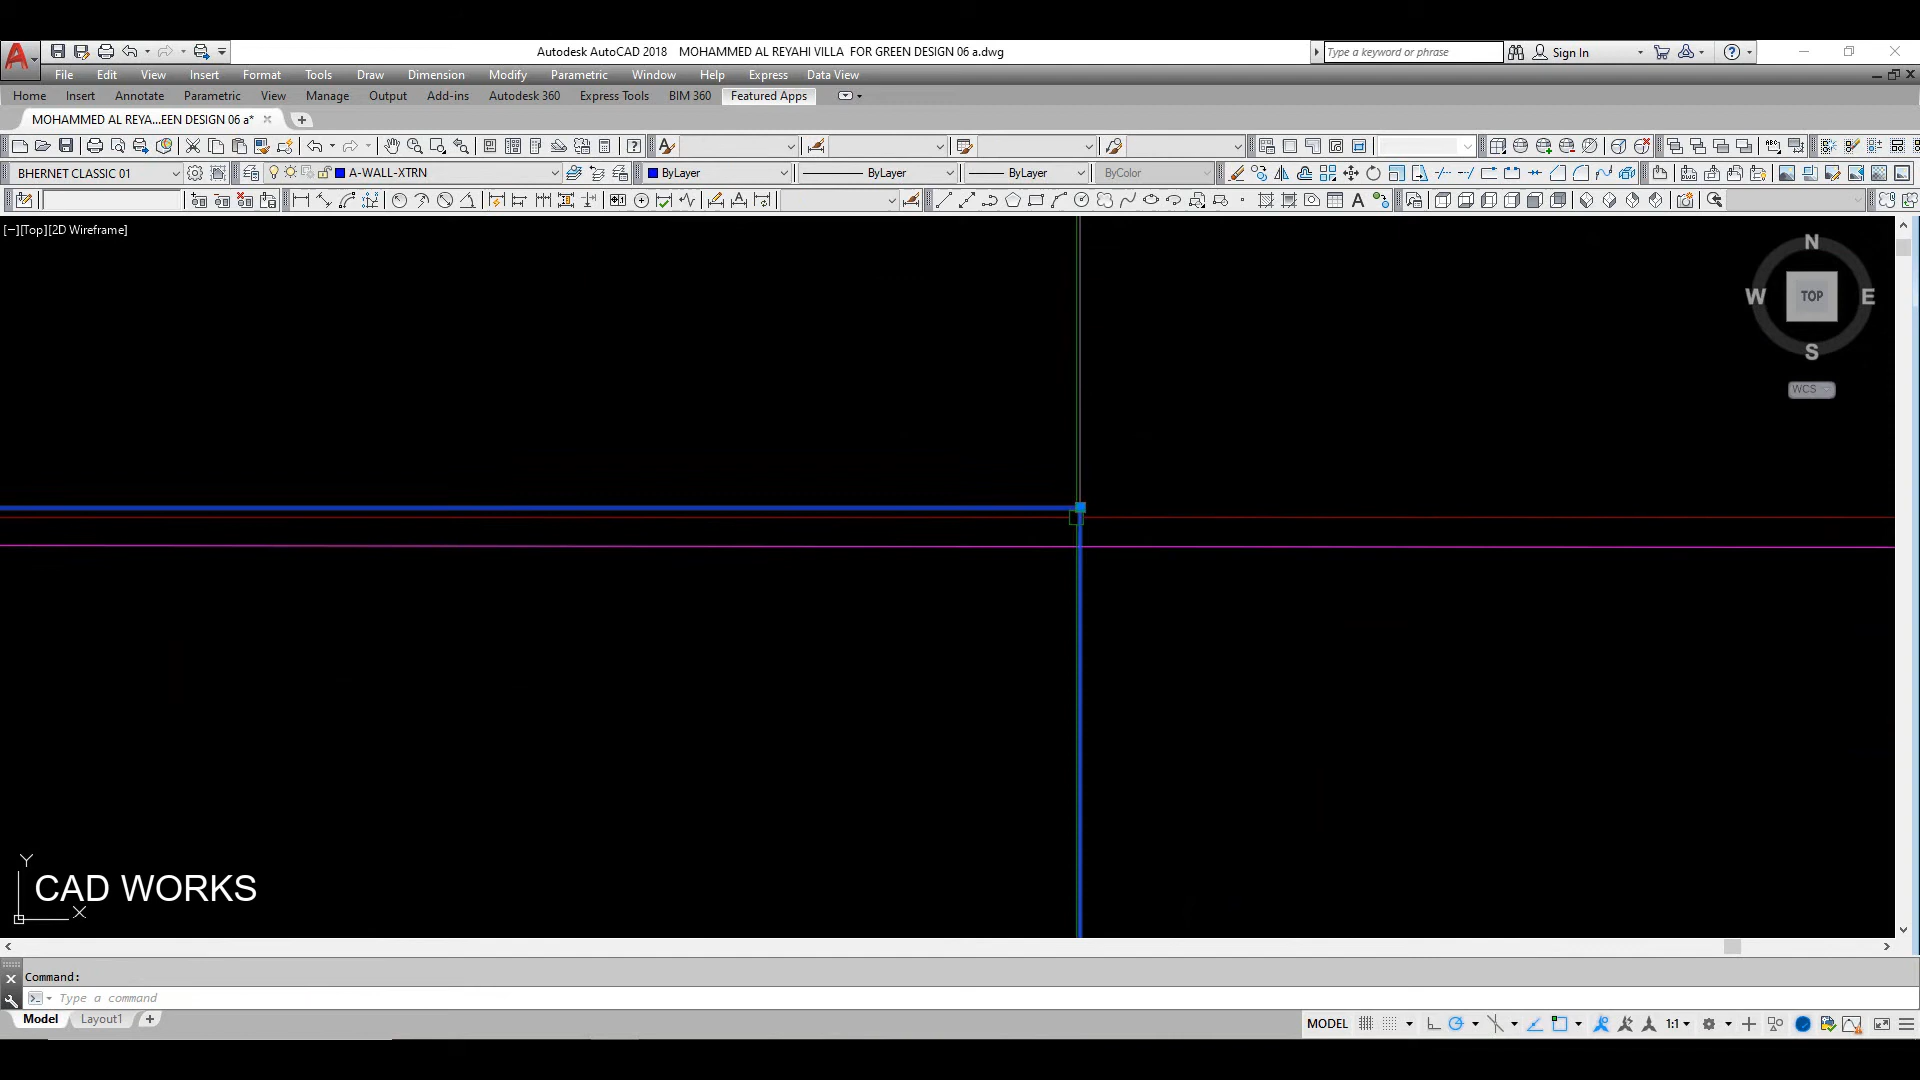 Autodesk AutoCAD 2018 MOHAMMED AL REYAHI VILLA FOR GREEN DESIGN 06 a.dwg
Type a keyword or phrase
Sign In
File Edit View Insert Format Tools Draw Dimension Modify Parametric Window Help Express Data View
Home Insert Annotate Parametric View Manage Output Add-ins Autodesk 360 Express Tools BIM 360 Featured Apps
MOHAMMED AL REYA...EEN DESIGN 06 a*
BHERNET CLASSIC 01
A-WALL-XTRN
ByLayer
ByLayer
ByLayer
ByColor
[−][Top][2D Wireframe]
N
W
TOP
E
S
WCS
Y
CAD WORKS
X
Command:
Type a command
Model
Layout1
MODEL
1:1